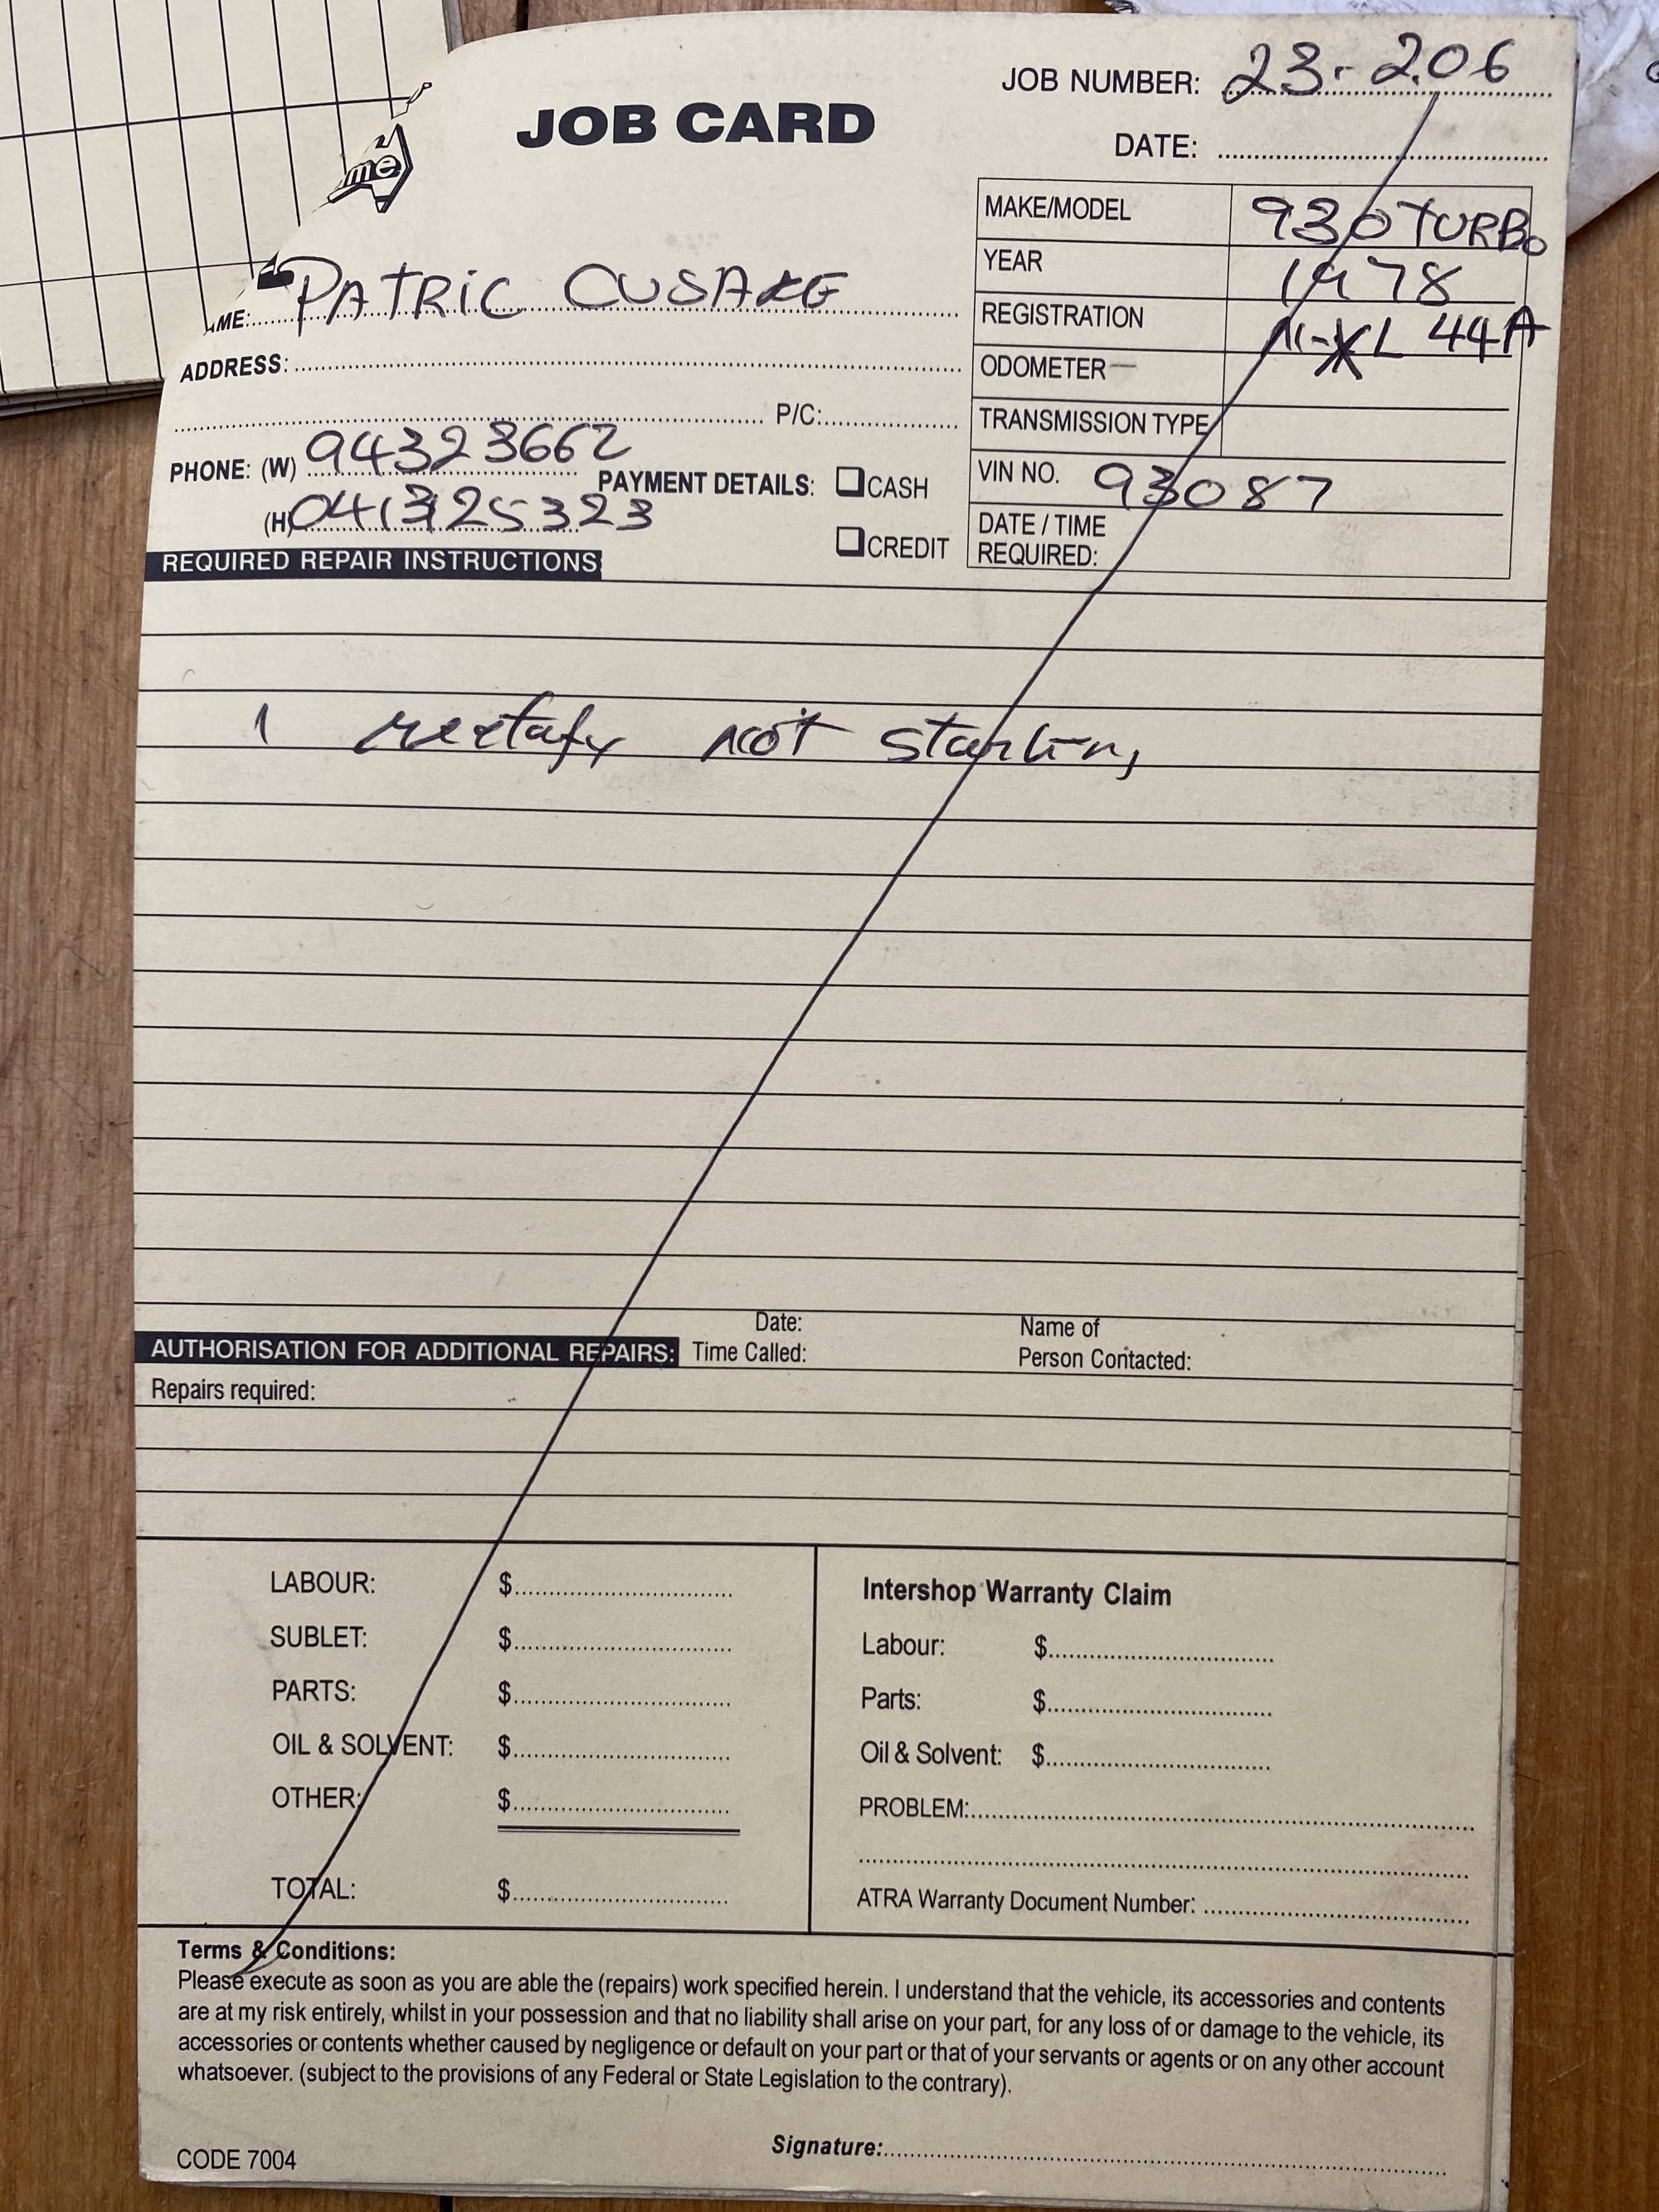 JOB CARD
JOB NUMBER: 23-206
DATE:
me
MAKE/MODEL 930 TURBO
YEAR 1978
REGISTRATION 44A
ODOMETER
TRANSMISSION TYPE
VIN NO. 93087
DATE / TIME
REQUIRED:
AME: PATRIC CUSAKE
ADDRESS:
P/C:
PHONE: (W) 94323662
(H)
PAYMENT DETAILS: CASH
CREDIT
REQUIRED REPAIR INSTRUCTIONS
1 rectafy not starting
AUTHORISATION FOR ADDITIONAL REPAIRS:
Date:
Time Called:
Name of
Person Contacted:
Repairs required:
LABOUR: $
SUBLET: $
PARTS: $
OIL & SOLVENT: $
OTHER: $
TOTAL: $
Intershop Warranty Claim
Labour: $
Parts: $
Oil & Solvent: $
PROBLEM:
ATRA Warranty Document Number:
Terms & Conditions:
Please execute as soon as you are able the (repairs) work specified herein. I understand that the vehicle, its accessories and contents
are at my risk entirely, whilst in your possession and that no liability shall arise on your part, for any loss of or damage to the vehicle, its
accessories or contents whether caused by negligence or default on your part or that of your servants or agents or on any other account
whatsoever. (subject to the provisions of any Federal or State Legislation to the contrary).
Signature:
CODE 7004